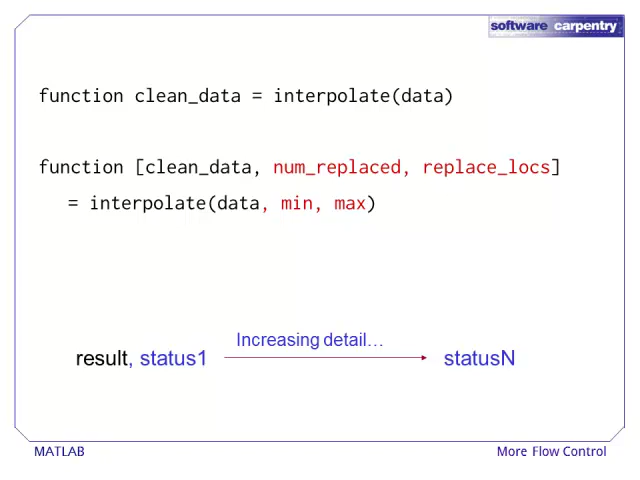 software carpentry
function clean_data = interpolate(data)
function [clean_data, num_replaced, replace_locs]
= interpolate(data, min, max)
Increasing detail…
result, status1 statusN
MATLAB More Flow Control